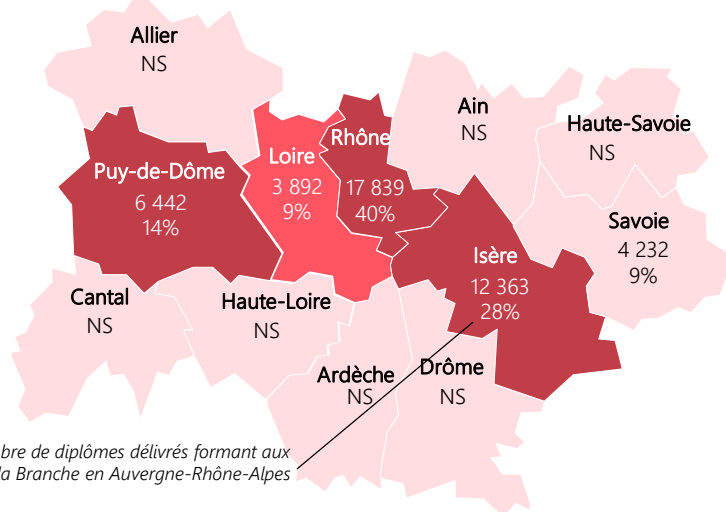 Allier
NS
Ain
NS
Haute-Savoie
NS
Rhône
17 839
40%
Loire
3 892
9%
Puy-de-Dôme
6 442
14%
Savoie
4 232
9%
Isère
12 363
28%
Cantal
NS
Haute-Loire
NS
Ardèche
NS
Drôme
NS
bre de diplômes délivrés formant aux
la Branche en Auvergne-Rhône-Alpes